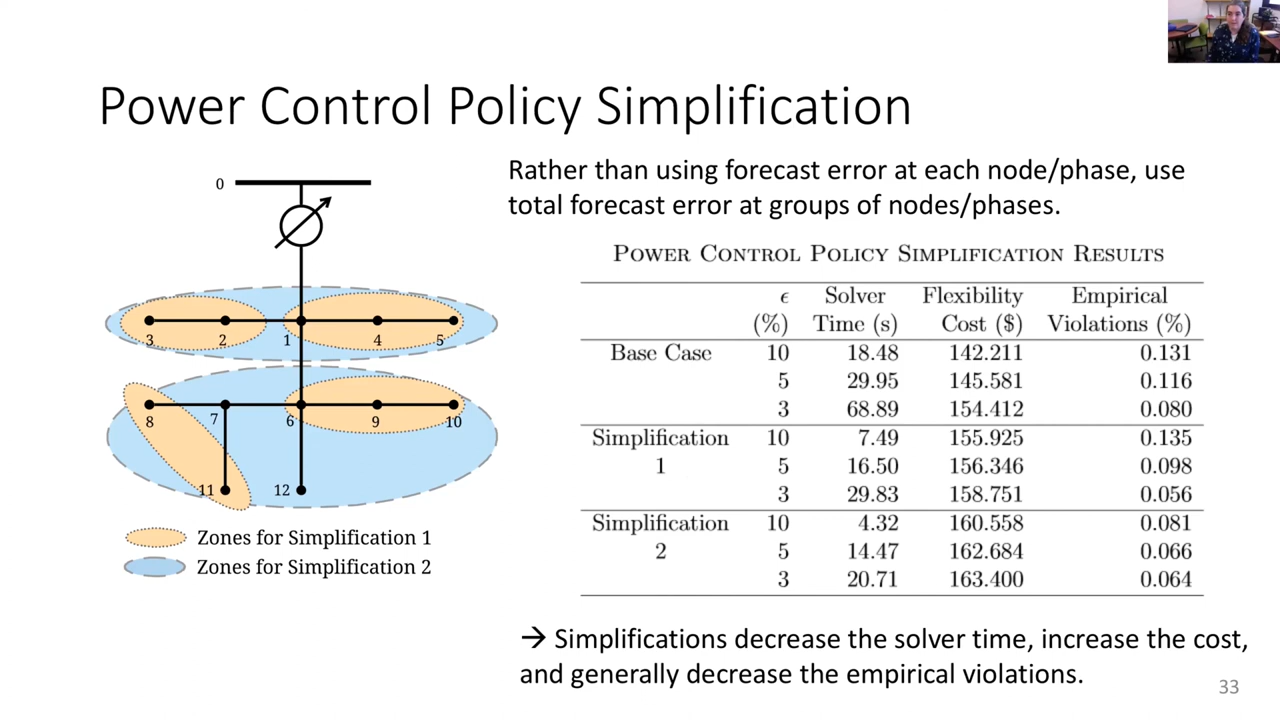 Power Control Policy Simplification
Rather than using forecast error at each node/phase, use
total forecast error at groups of nodes/phases.
0
3
2
1
4
5
8
7
6
9
10
11
12
Zones for Simplification 1
Zones for Simplification 2
Power Control Policy Simplification Results
ϵ Solver Flexibility Empirical
(%) Time (s) Cost ($) Violations (%)
Base Case 10 18.48 142.211 0.131
5 29.95 145.581 0.116
3 68.89 154.412 0.080
Simplification 10 7.49 155.925 0.135
1 5 16.50 156.346 0.098
3 29.83 158.751 0.056
Simplification 10 4.32 160.558 0.081
2 5 14.47 162.684 0.066
3 20.71 163.400 0.064
→ Simplifications decrease the solver time, increase the cost,
and generally decrease the empirical violations.
33